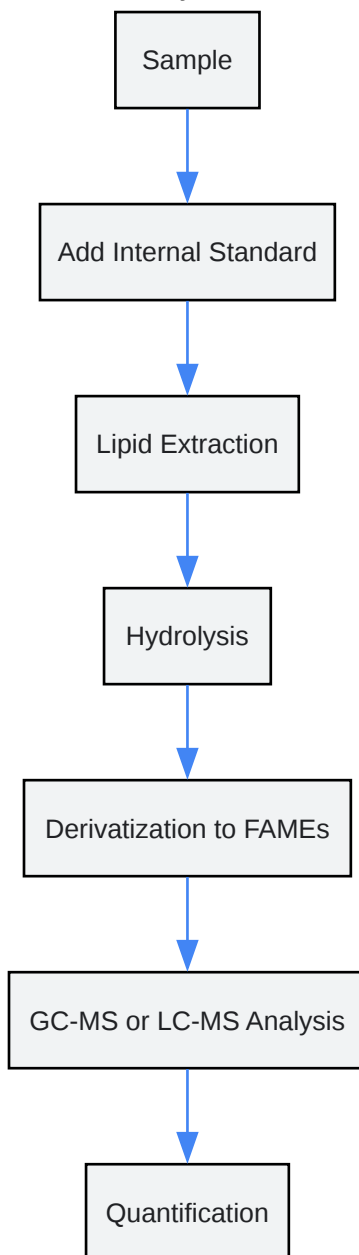 Sample
Add Internal Standard
Lipid Extraction
Hydrolysis
Derivatization to FAMEs
GC-MS or LC-MS Analysis
Quantification